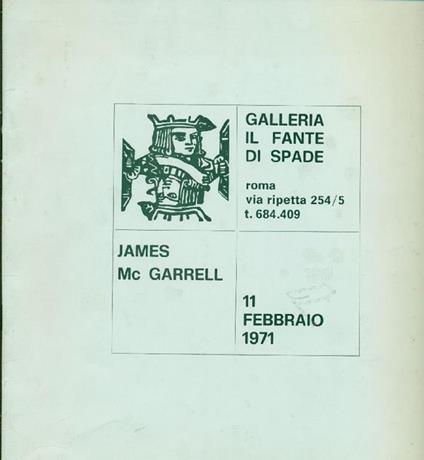 GALLERIA
IL FANTE
DI SPADE
roma
via ripetta 254/5
t. 684.409
JAMES
Mc GARRELL
11
FEBBRAIO
1971